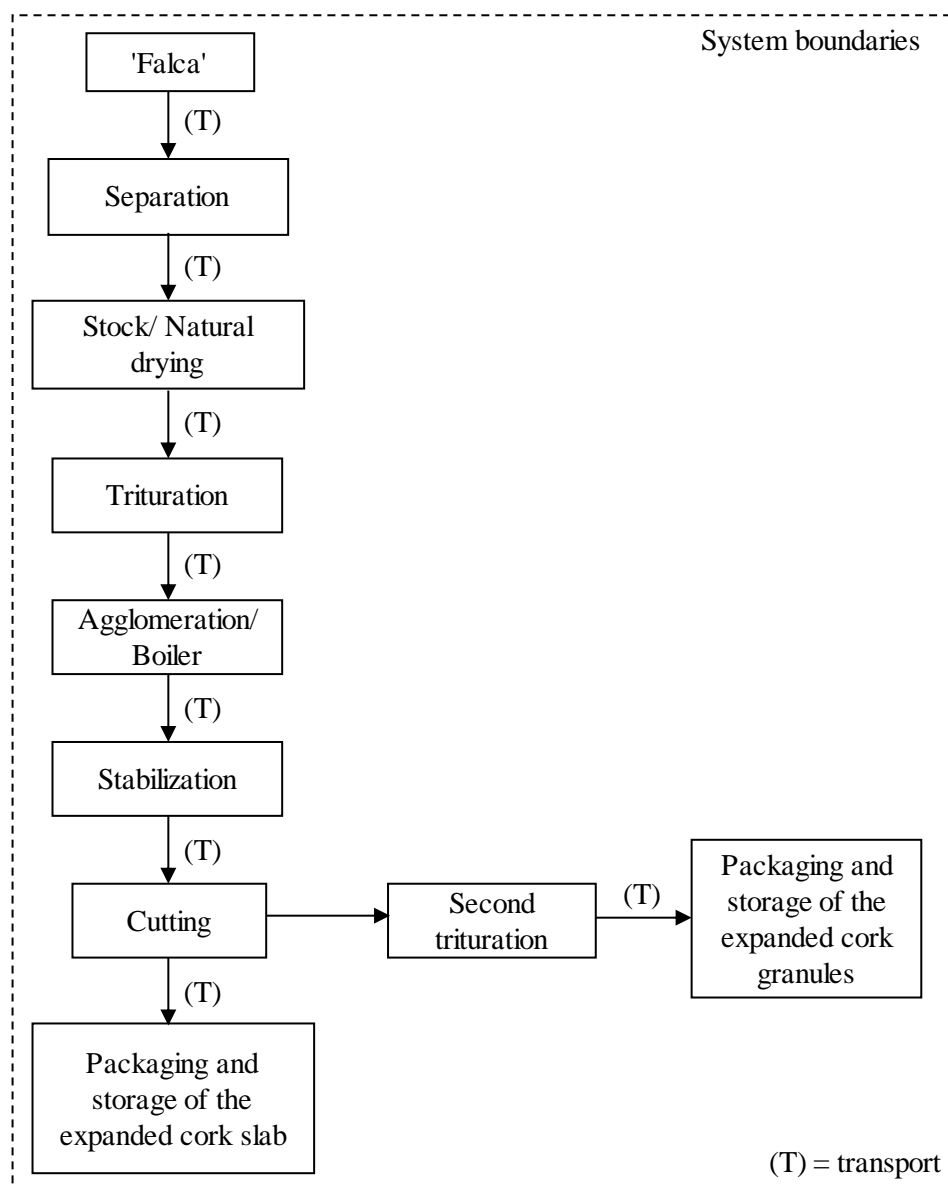 System boundaries
'Falca'
(T)
Separation
(T)
Stock/ Natural
drying
(T)
Trituration
(T)
Agglomeration/
Boiler
(T)
Stabilization
(T)
Cutting
Second
trituration
(T)
Packaging and
storage of the
expanded cork
granules
(T)
Packaging and
storage of the
expanded cork slab
(T) = transport